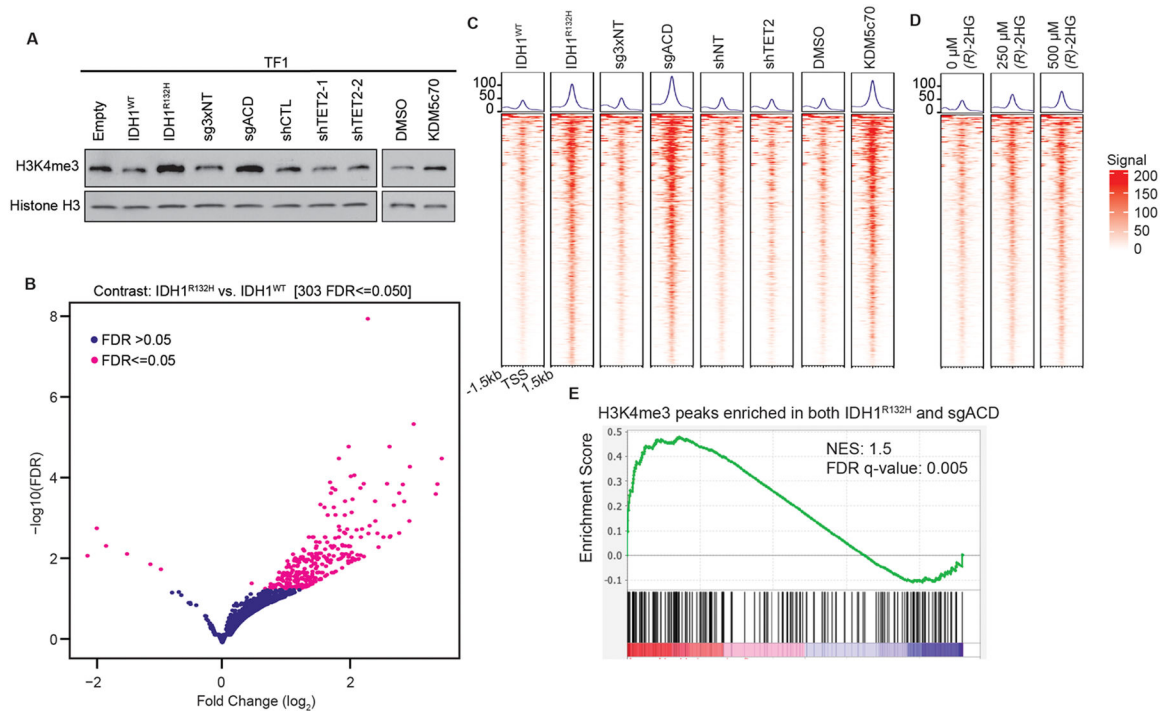 A
TF1
Empty
IDH1WT
IDH1R132H
sg3xNT
sgACD
shCTL
shTET2-1
shTET2-2
DMSO
KDM5c70
H3K4me3
Histone H3
B
Contrast: IDH1R132H vs. IDH1WT [303 FDR<=0.050]
FDR >0.05
FDR<=0.05
−log10(FDR)
8
6
4
2
0
−2
0
2
Fold Change (log2)
C
IDH1WT
IDH1R132H
sg3xNT
sgACD
shNT
shTET2
DMSO
KDM5c70
100
50
0
-1.5kb
TSS
1.5kb
D
0 µM
(R)-2HG
250 µM
(R)-2HG
500 µM
(R)-2HG
100
50
0
Signal
200
150
100
50
0
E
H3K4me3 peaks enriched in both IDH1R132H and sgACD
NES: 1.5
FDR q-value: 0.005
Enrichment Score
0.5
0.4
0.3
0.2
0.1
0.0
-0.1